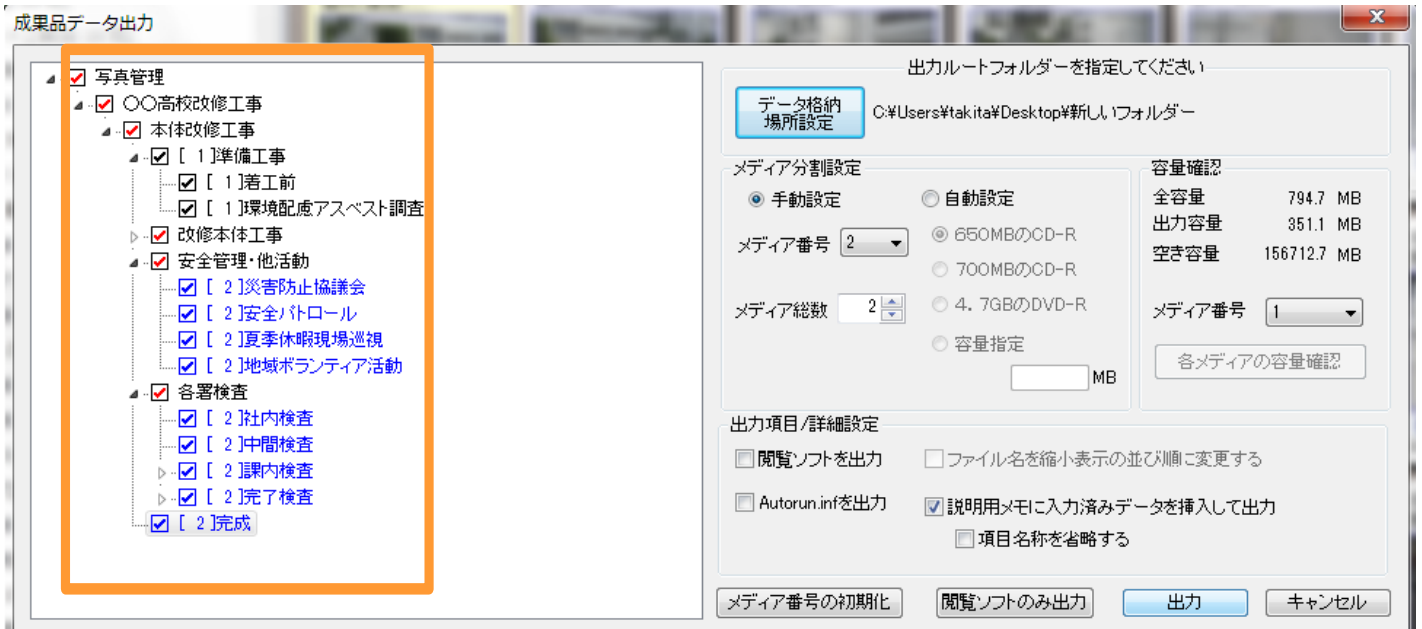 成果品データ出力
x
写真管理
〇〇高校改修工事
本体改修工事
[ 1]準備工事
[ 1]着工前
[ 1]環境配慮アスベスト調査
改修本体工事
安全管理・他活動
[ 2]災害防止協議会
[ 2]安全パトロール
[ 2]夏季休暇現場巡視
[ 2]地域ボランティア活動
各署検査
[ 2]社内検査
[ 2]中間検査
[ 2]課内検査
[ 2]完了検査
[ 2]完成
出力ルートフォルダーを指定してください
データ格納
場所設定
C:¥Users¥takita¥Desktop¥新しいフォルダー
メディア分割設定
手動設定
自動設定
メディア番号 2
650MBのCD-R
700MBのCD-R
メディア総数 2
4. 7GBのDVD-R
容量指定
MB
容量確認
全容量 794.7 MB
出力容量 351.1 MB
空き容量 156712.7 MB
メディア番号 1
各メディアの容量確認
出力項目/詳細設定
閲覧ソフトを出力
ファイル名を縮小表示の並び順に変更する
Autorun.infを出力
説明用メモに入力済みデータを挿入して出力
項目名称を省略する
メディア番号の初期化
閲覧ソフトのみ出力
出力
キャンセル